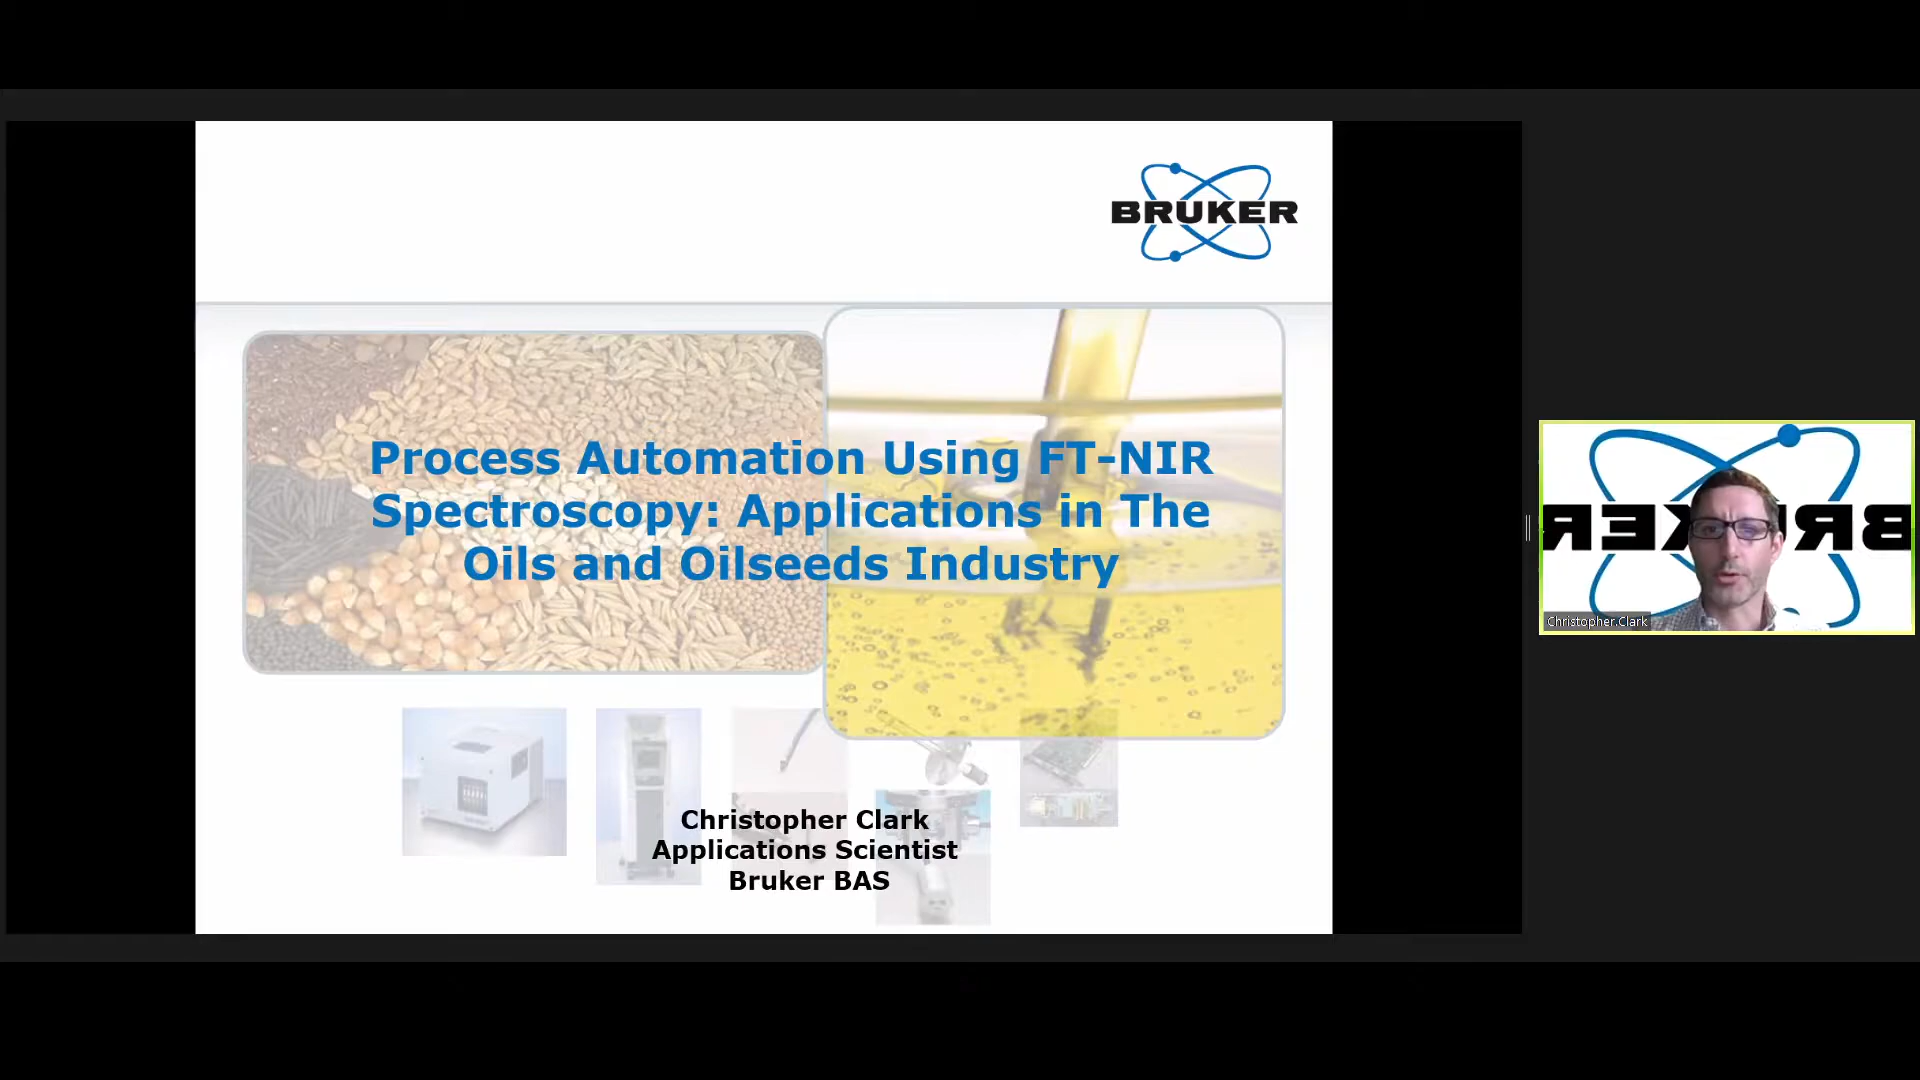 BRUKER
Process Automation Using FT-NIR
Spectroscopy: Applications in The
Oils and Oilseeds Industry
Christopher Clark
Applications Scientist
Bruker BAS
BRUKER
Christopher.Clark